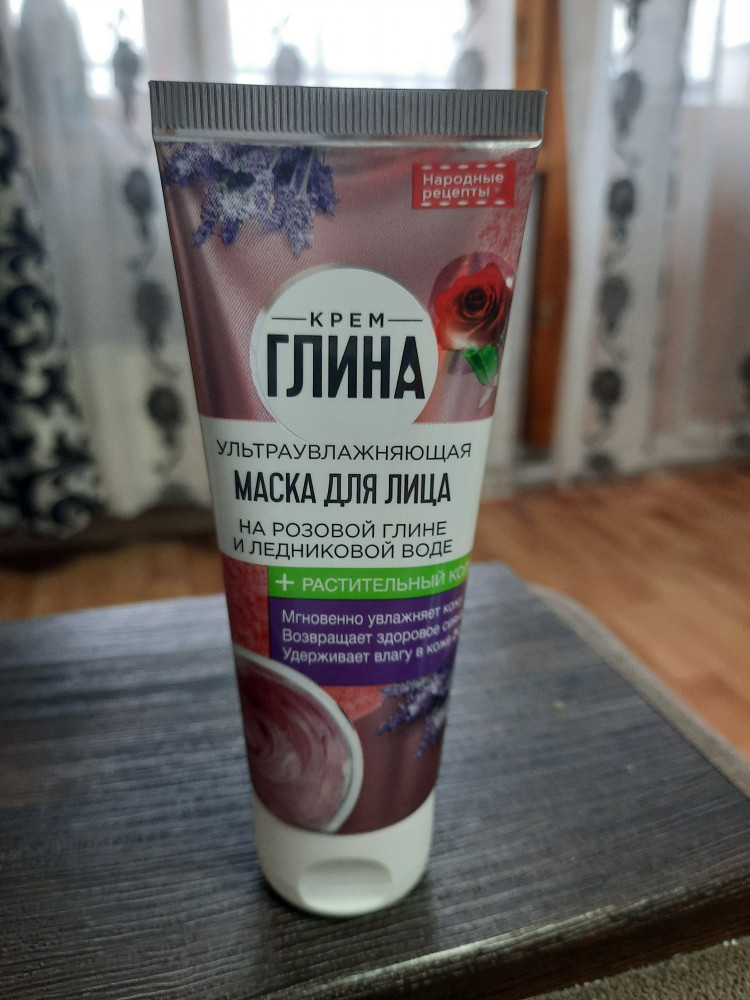 Народные
рецепты
КРЕМ
ГЛИНА
УЛЬТРАУВЛАЖНЯЮЩАЯ
МАСКА ДЛЯ ЛИЦА
НА РОЗОВОЙ ГЛИНЕ
И ЛЕДНИКОВОЙ ВОДЕ
+ РАСТИТЕЛЬНЫЙ
Мгновенно увлажняет
Возвращает здоровое
Удерживает влагу в